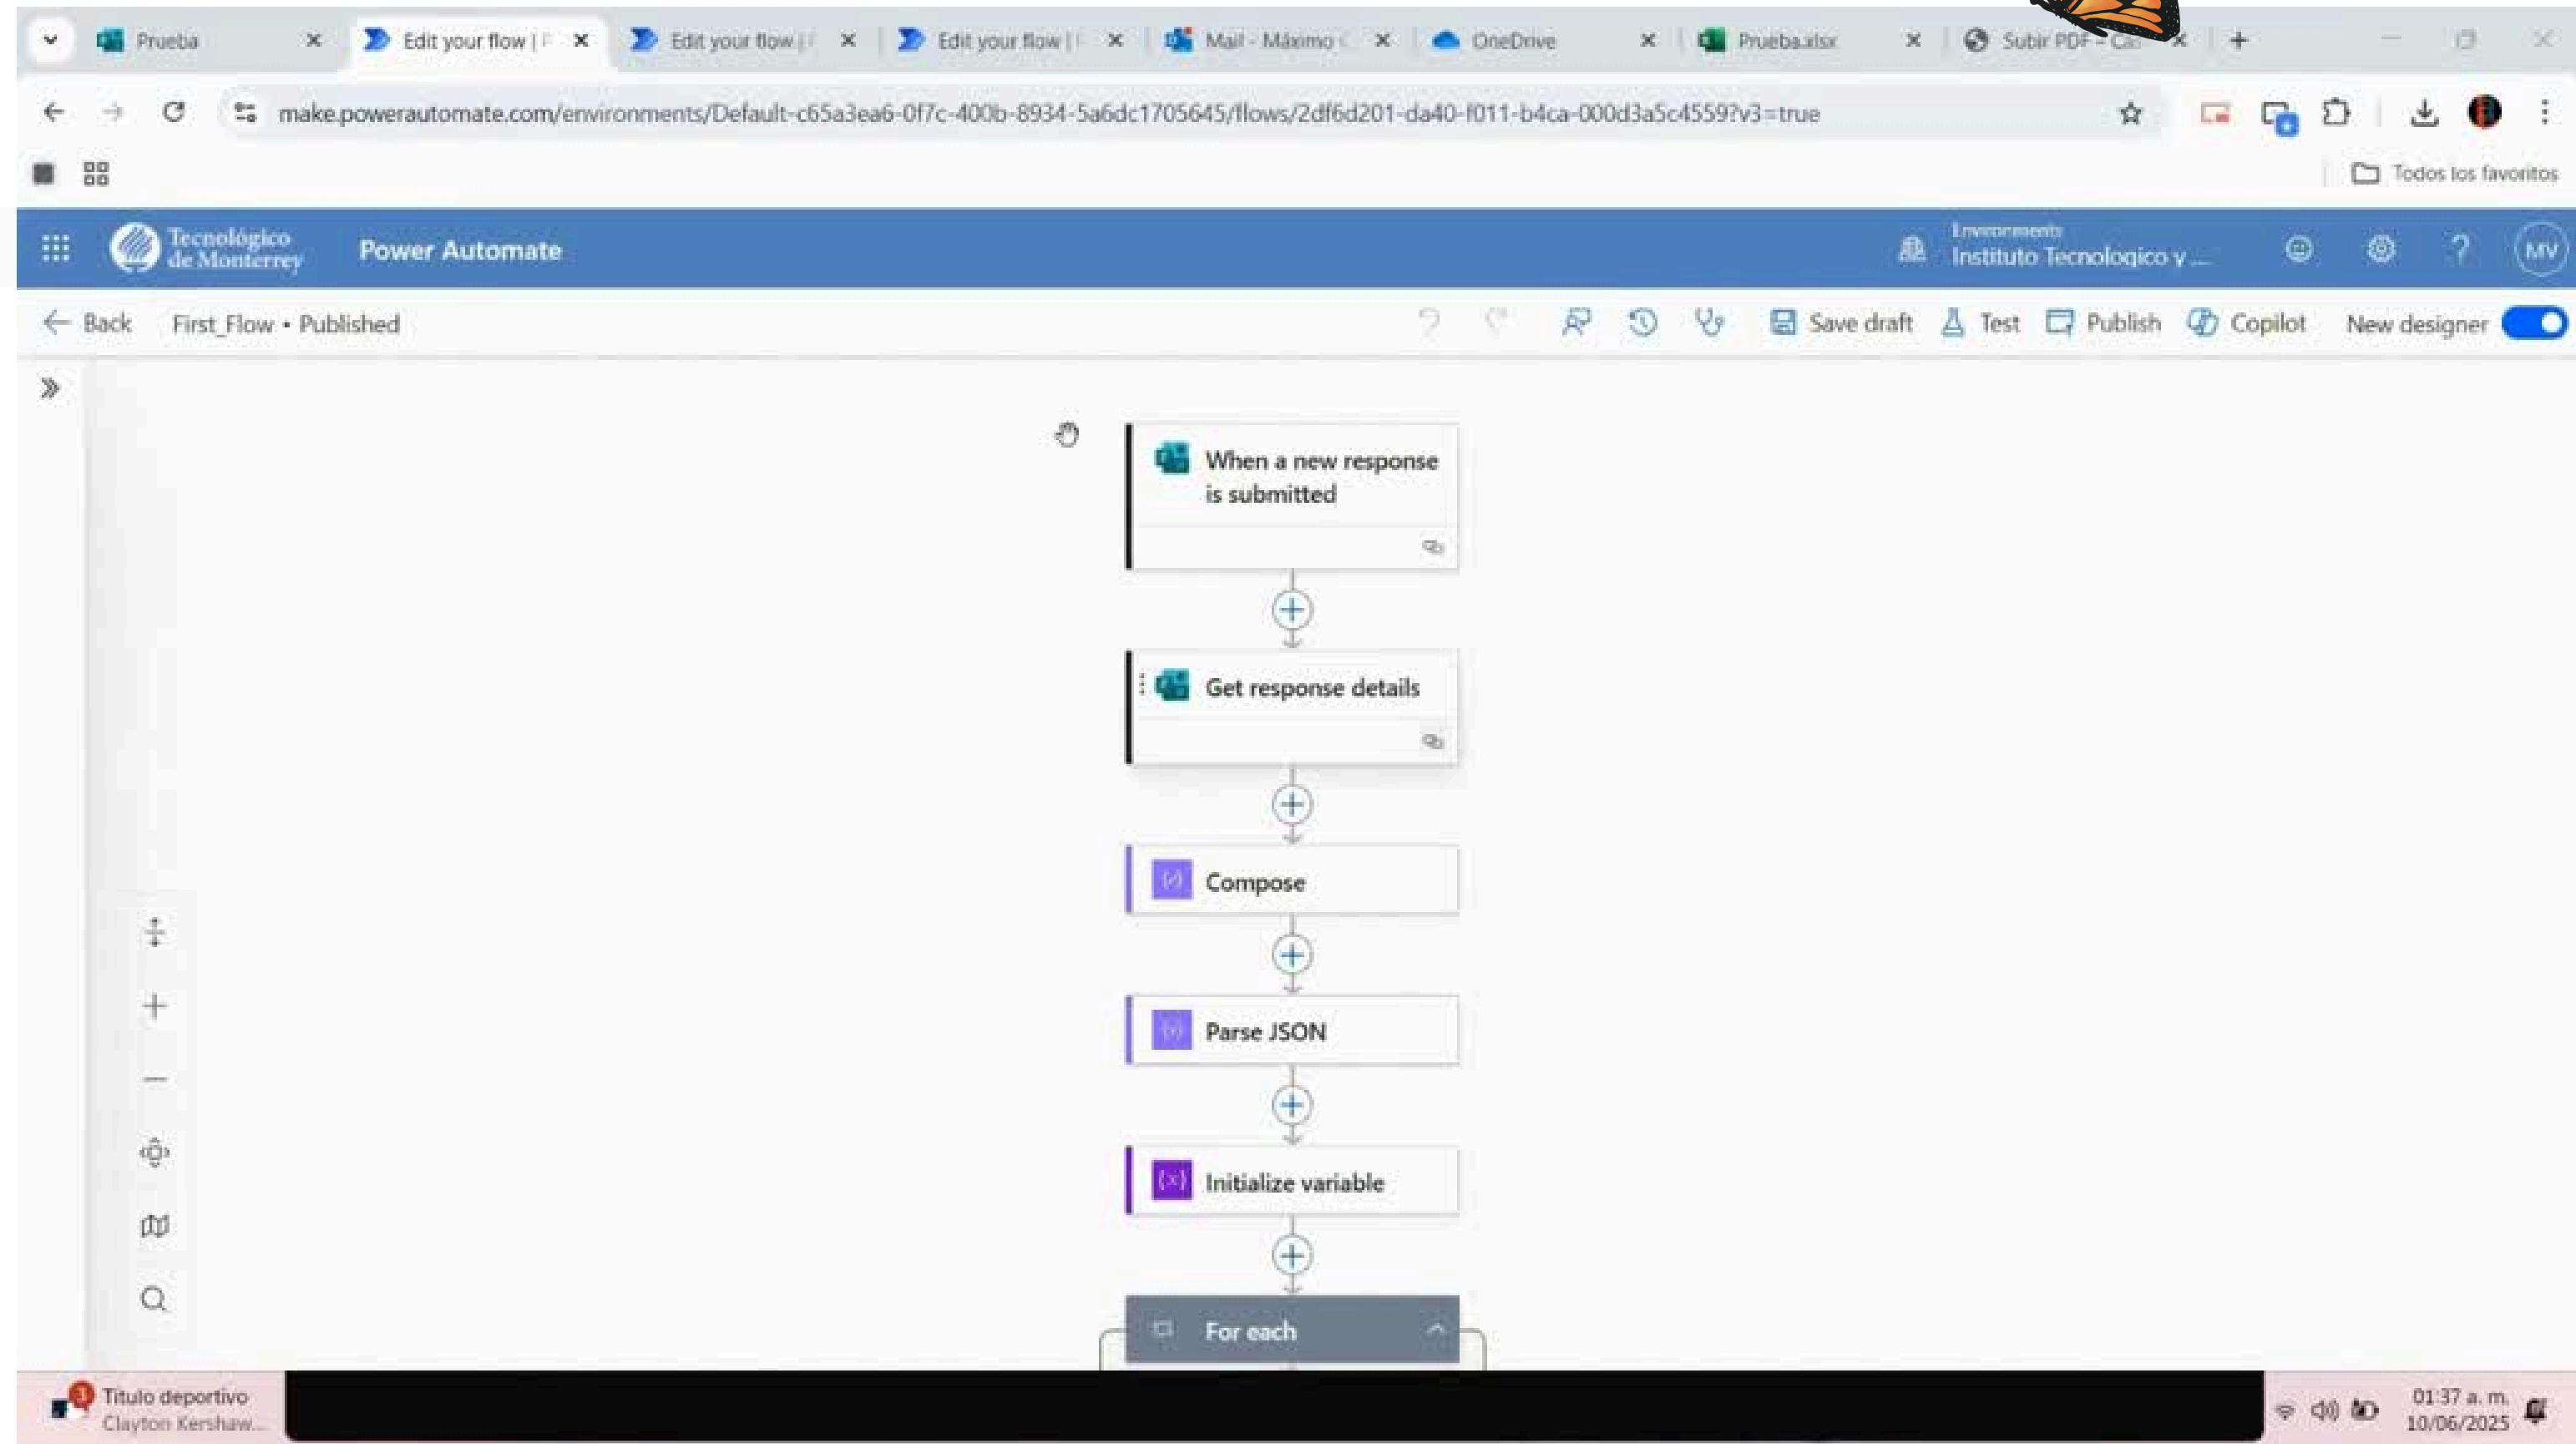 Prueba
Edit your flow |
Edit your flow |
Edit your flow |
Mail - Máximo
OneDrive
Prueba.xlsx
Subir PDF -
make.powerautomate.com/environments/Default-c65a3ea6-0f7c-400b-8934-5a6dc1705645/flows/2df6d201-da40-f011-b4ca-000d3a5c4559?v3=true
Todos los favoritos
Tecnológico
de Monterrey
Power Automate
Environments
Instituto Tecnologico y ...
MV
Back
First_Flow • Published
Save draft
Test
Publish
Copilot
New designer
When a new response
is submitted
Get response details
Compose
Parse JSON
Initialize variable
For each
Titulo deportivo
Clayton Kershaw...
01:37 a. m.
10/06/2025